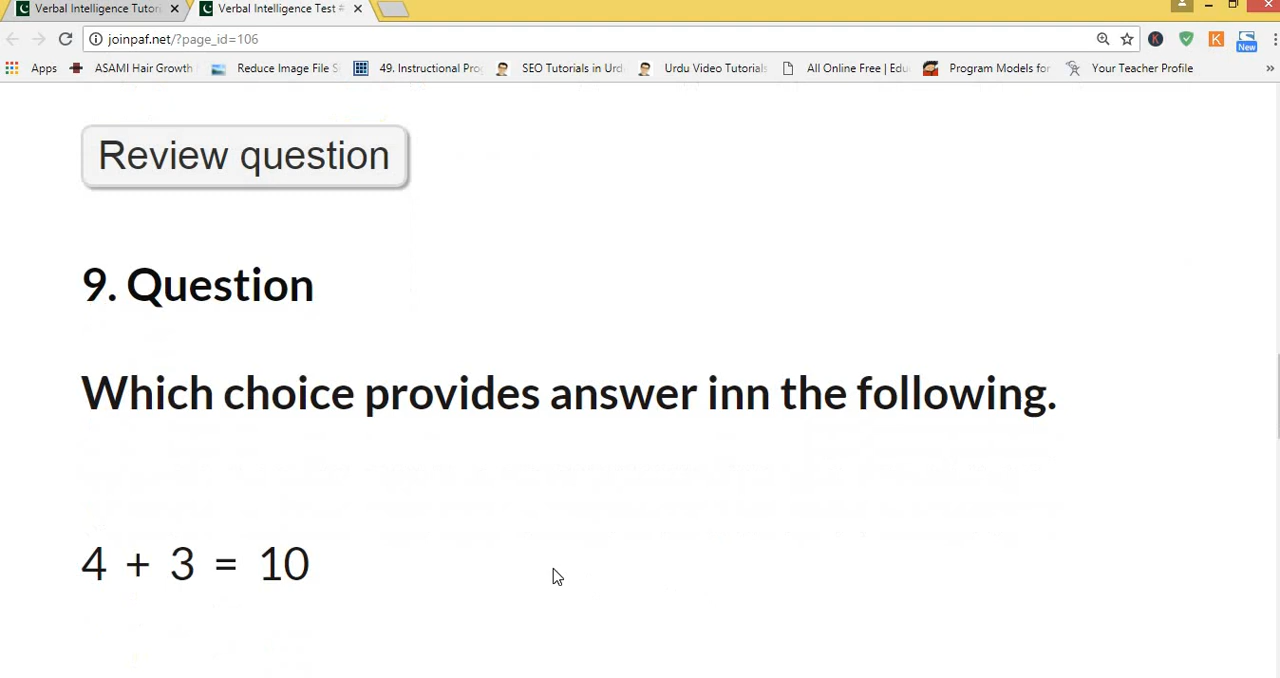 Verbal Intelligence Tutori
Verbal Intelligence Test #
joinpaf.net/?page_id=106
Apps
ASAMI Hair Growth
Reduce Image File S
49. Instructional Pro
SEO Tutorials in Urd
Urdu Video Tutorials
All Online Free | Edu
Program Models for
Your Teacher Profile
»
K
K
New
Review question
9. Question
Which choice provides answer inn the following.
4 + 3 = 10